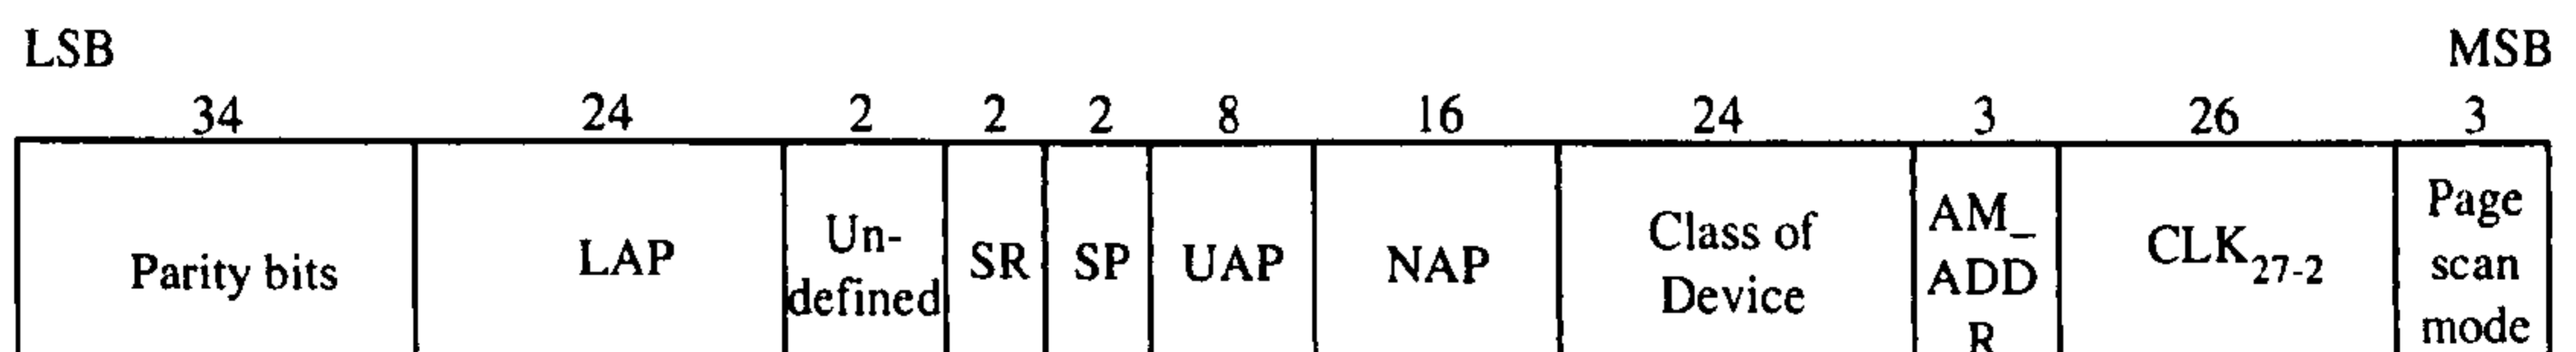 LSB MSB
34 24 2 2 2 8 16 24 3 26 3
Parity bits LAP Un-
defined SR SP UAP NAP Class of
Device AM_
ADD
R CLK27-2 Page
scan
mode